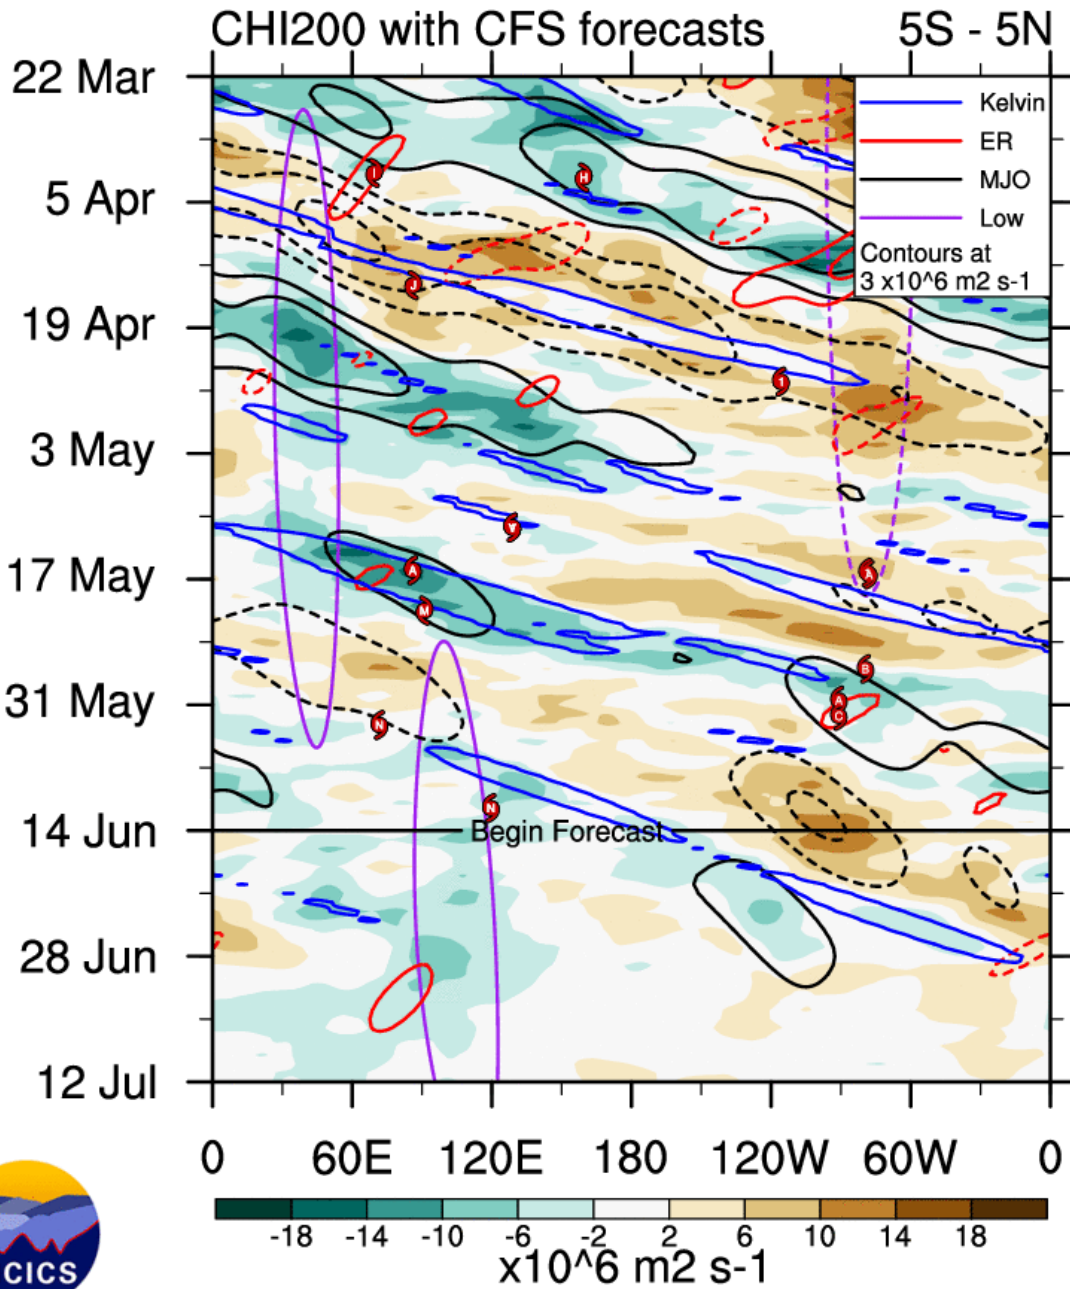 CHI200 with CFS forecasts 5S - 5N
22 Mar
5 Apr
19 Apr
3 May
17 May
31 May
14 Jun
28 Jun
12 Jul
Kelvin
ER
MJO
Low
Contours at
3 x10^6 m2 s-1
I
H
J
1
A
M
A
B
A
C
N
N
Begin Forecast
0 60E 120E 180 120W 60W 0
-18 -14 -10 -6 -2 2 6 10 14 18
x10^6 m2 s-1
CICS